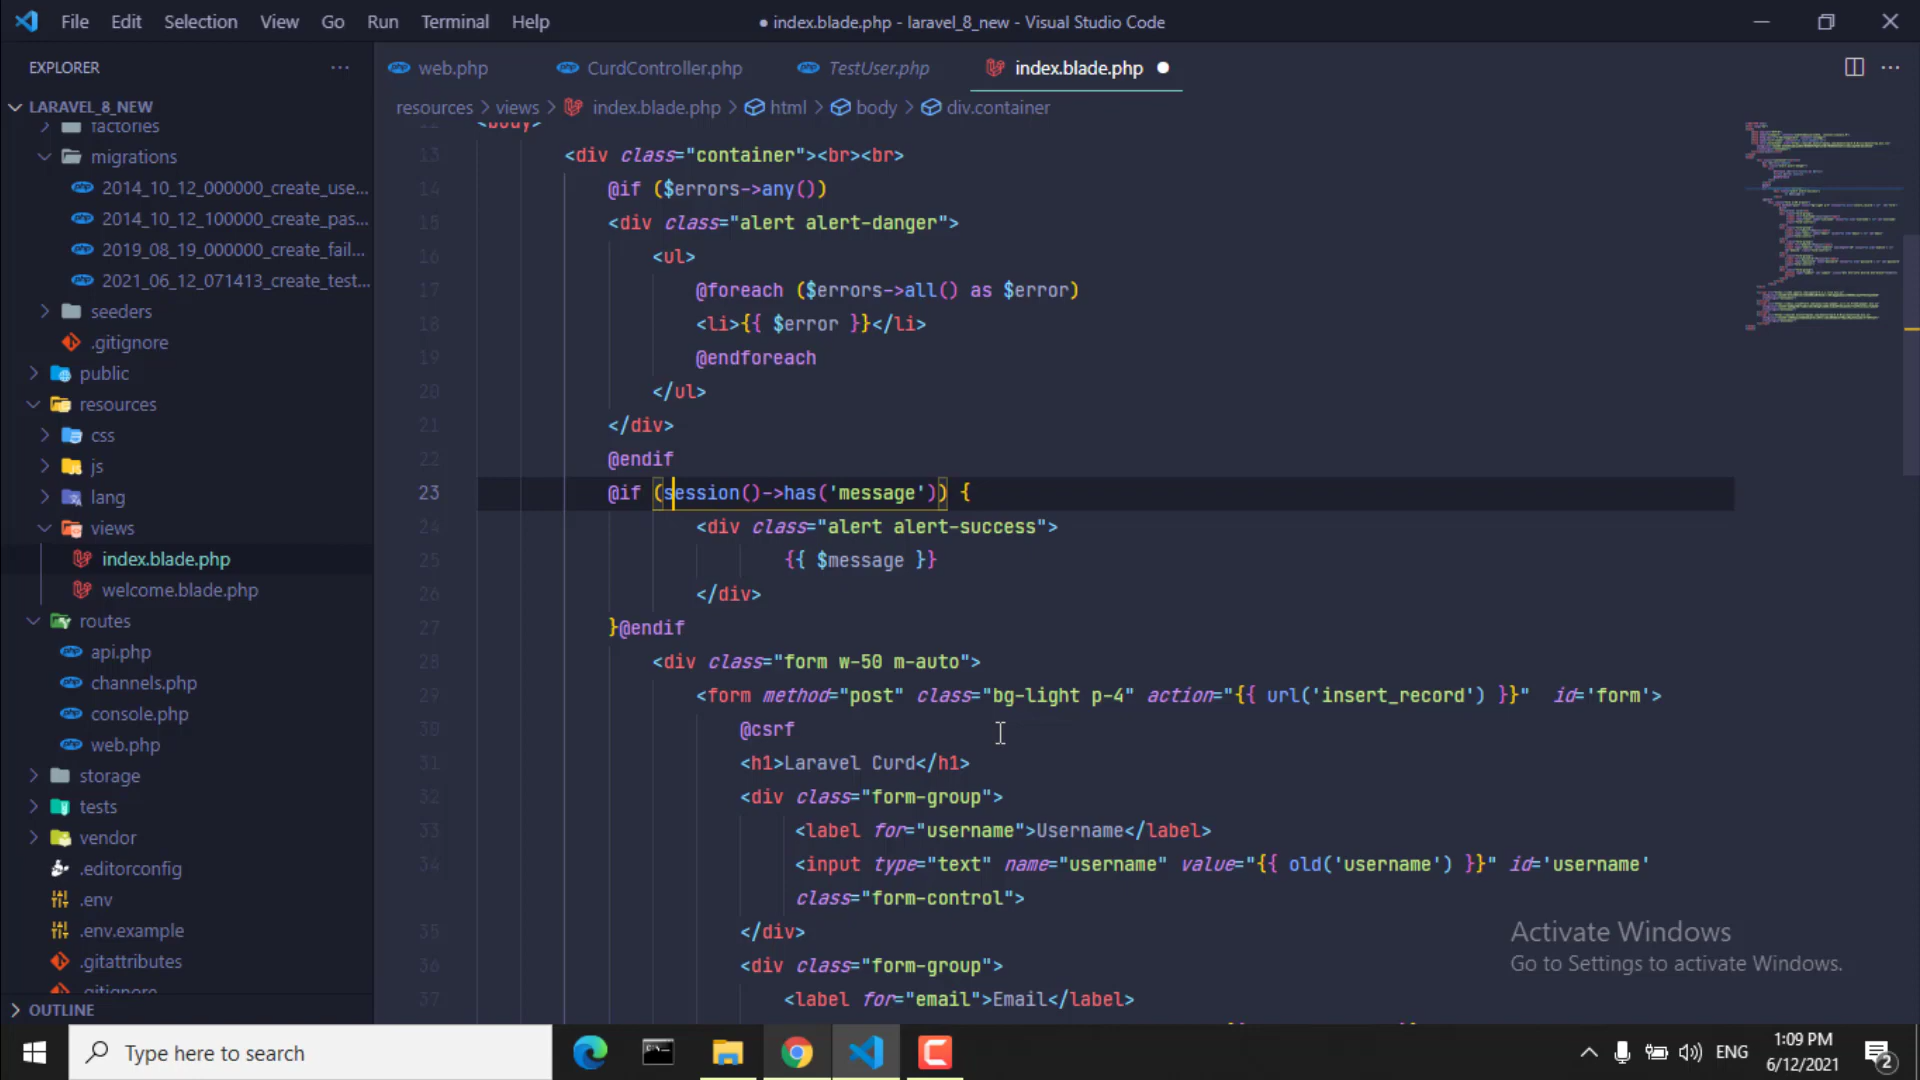 File Edit Selection View Go Run Terminal Help
● index.blade.php - laravel_8_new - Visual Studio Code
EXPLORER
web.php
CurdController.php
TestUser.php
index.blade.php
LARAVEL_8_NEW
resources > views > index.blade.php > html > body > div.container
factories
migrations
2014_10_12_000000_create_use...
2014_10_12_100000_create_pas...
2019_08_19_000000_create_fail...
2021_06_12_071413_create_test...
seeders
.gitignore
public
resources
css
js
lang
views
index.blade.php
welcome.blade.php
routes
api.php
channels.php
console.php
web.php
storage
tests
vendor
.editorconfig
.env
.env.example
.gitattributes
.gitignore
OUTLINE
12 <body>
13 <div class="container"><br><br>
14 @if ($errors->any())
15 <div class="alert alert-danger">
16 <ul>
17 @foreach ($errors->all() as $error)
18 <li>{{ $error }}</li>
19 @endforeach
20 </ul>
21 </div>
22 @endif
23 @if (session()->has('message')) {
24 <div class="alert alert-success">
25 {{ $message }}
26 </div>
27 }@endif
28 <div class="form w-50 m-auto">
29 <form method="post" class="bg-light p-4" action="{{ url('insert_record') }}" id='form'>
30 @csrf
31 <h1>Laravel Curd</h1>
32 <div class="form-group">
33 <label for="username">Username</label>
34 <input type="text" name="username" value="{{ old('username') }}" id='username'
class="form-control">
35 </div>
36 <div class="form-group">
37 <label for="email">Email</label>
Activate Windows
Go to Settings to activate Windows.
Type here to search
ENG
1:09 PM
6/12/2021
2